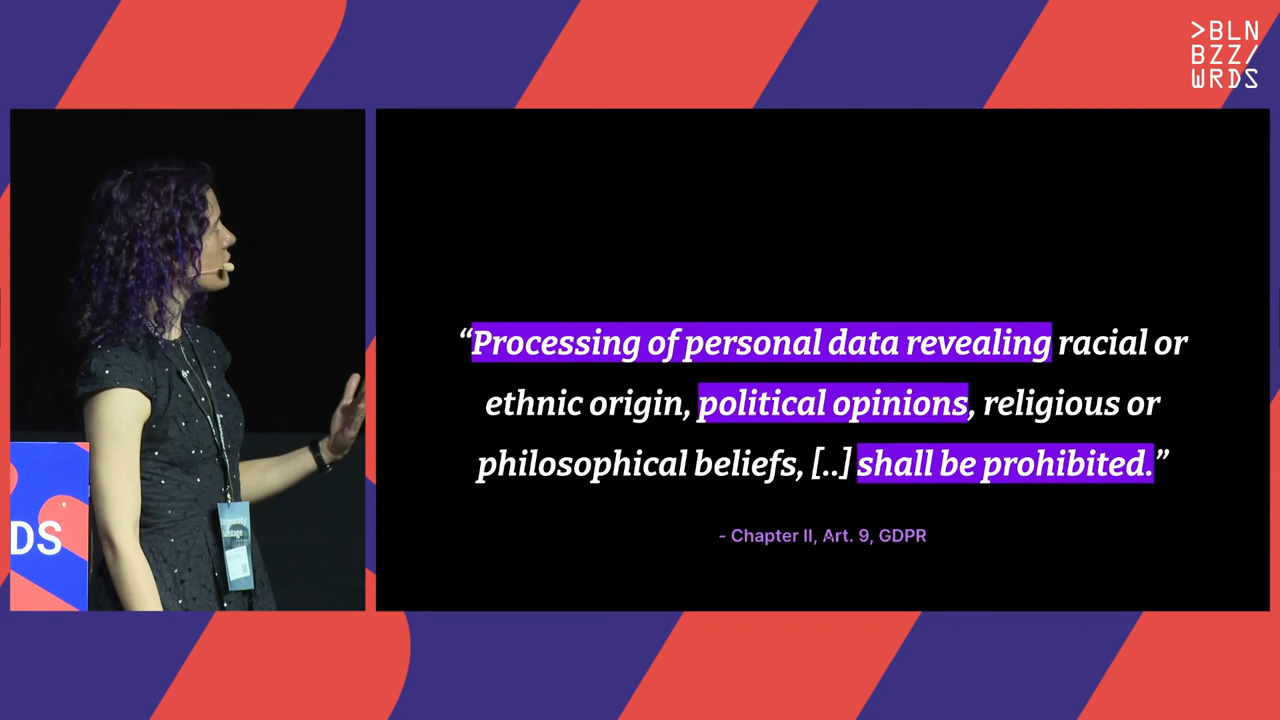 >BLN
BZZ/
WRDS
“Processing of personal data revealing racial or
ethnic origin, political opinions, religious or
philosophical beliefs, [..] shall be prohibited.”
- Chapter II, Art. 9, GDPR
DS